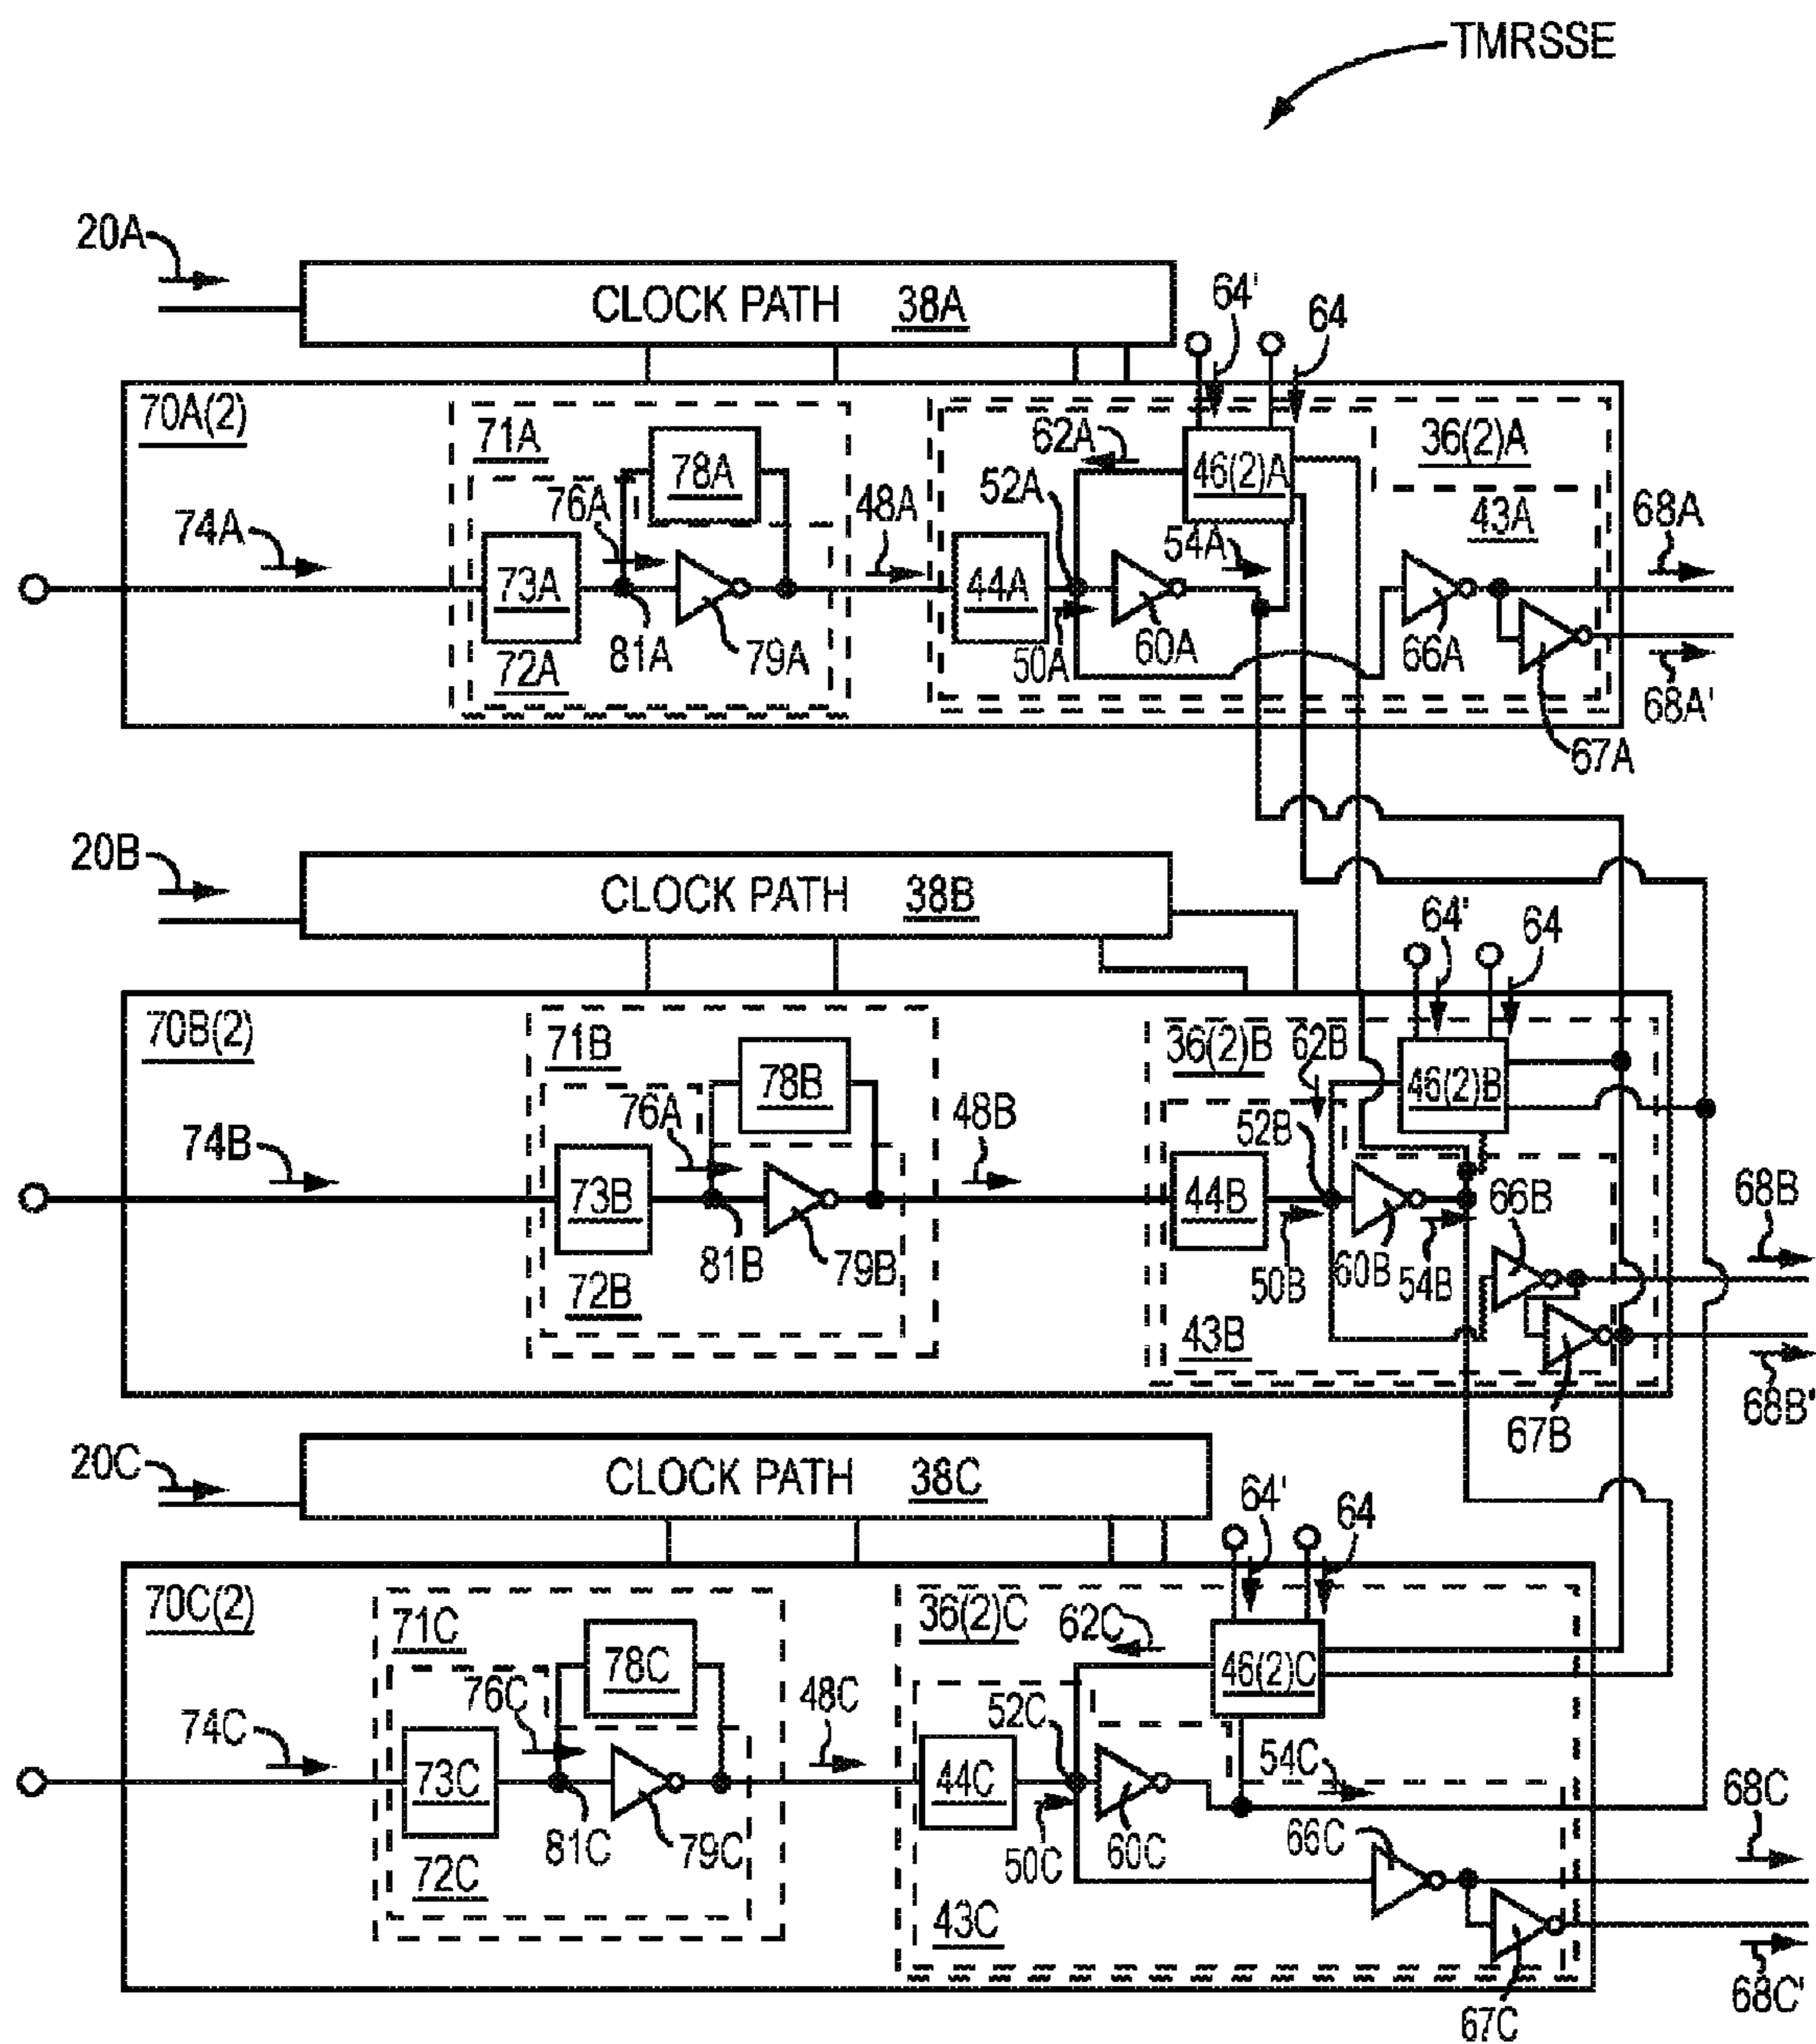 TMRSSE
20A
CLOCK PATH 38A
64'
64
70A(2)
71A
78A
62A
46(2)A
36(2)A
76A
52A
48A
43A
68A
74A
54A
73A
44A
81A
79A
50A
60A
66A
72A
68A'
67A
20B
CLOCK PATH 38B
64'
64
70B(2)
71B
78B
36(2)B
62B
46(2)B
76A
52B
48B
74B
73B
44B
66B
68B
81B
79B
50B
60B
54B
72B
43B
67B
68B'
20C
CLOCK PATH 38C
64'
64
70C(2)
71C
78C
36(2)C
62C
46(2)C
76C
52C
48C
74C
54C
73C
44C
68C
81C
79C
50C
60C
66C
72C
43C
67C
68C'